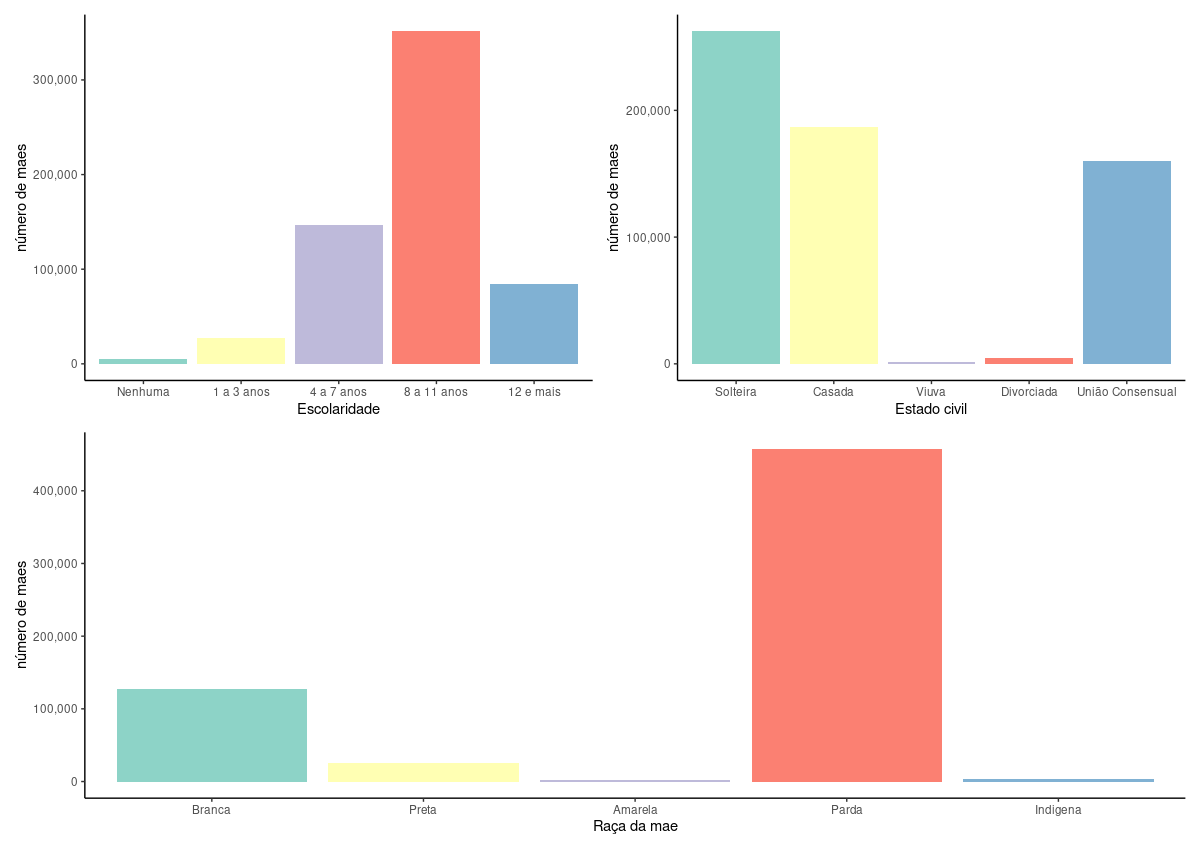 número de maes
300,000
200,000
100,000
0
Nenhuma 1 a 3 anos 4 a 7 anos 8 a 11 anos 12 e mais
Escolaridade
número de maes
200,000
100,000
0
Solteira Casada Viuva Divorciada União Consensual
Estado civil
número de maes
400,000
300,000
200,000
100,000
0
Branca Preta Amarela Parda Indigena
Raça da mae